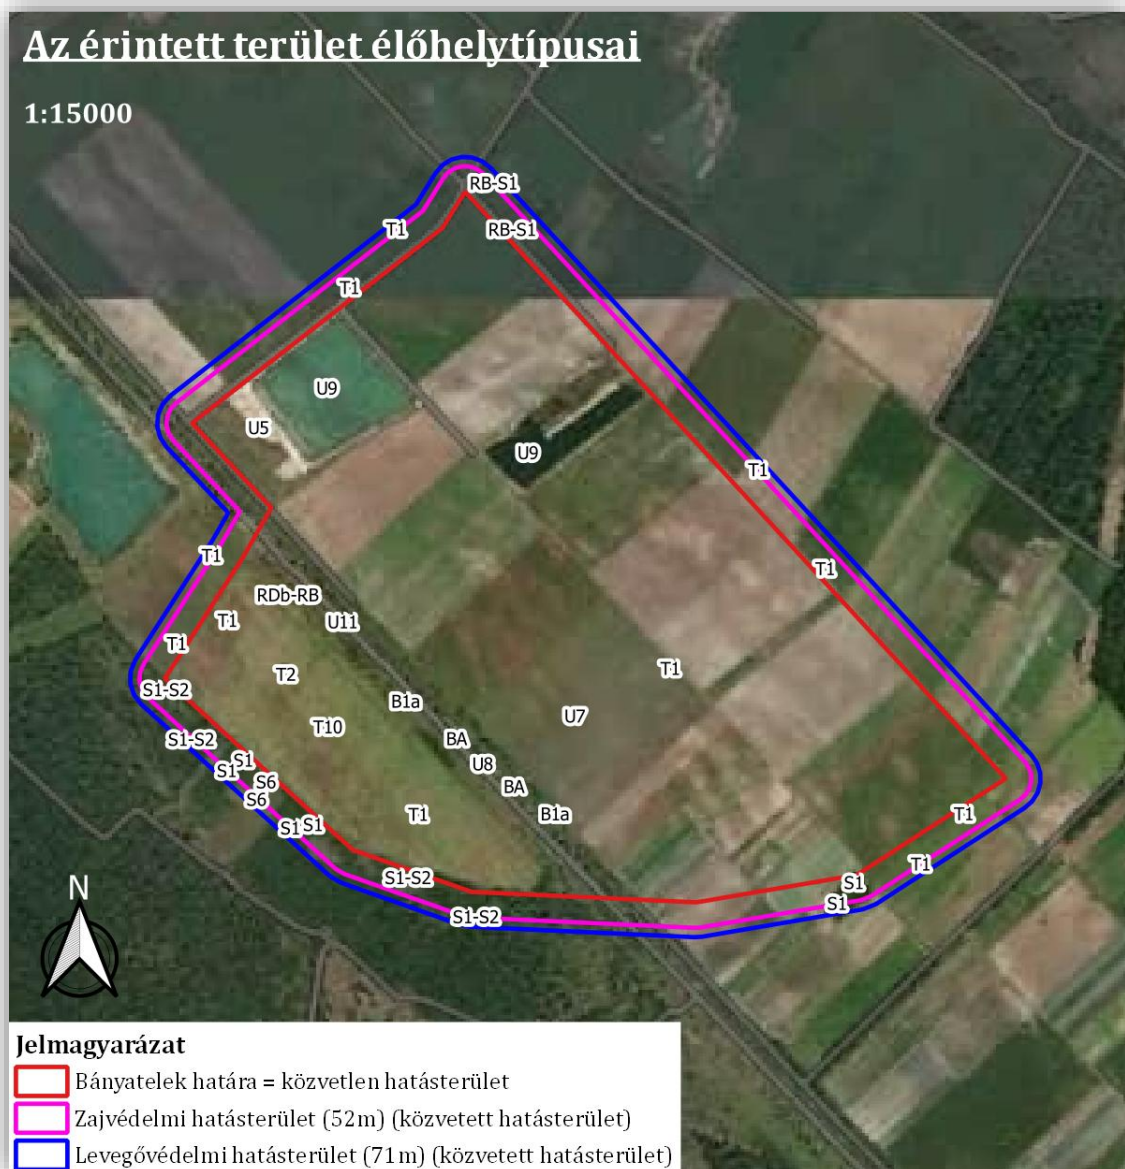 Az érintett terület élőhelytípusai
1:15000
RB-S1
T1
RB-S1
T1
U9
U5
U9
T1
T1
T1
RDb-RB
T1
U11
T1
T2
T1
S1-S2
B1a
T10
U7
S1-S2
BA
S1
U8
S1
S6
BA
S6
T1
B1a
T1
S1
S1
T1
S1-S2
S1
N
S1
S1-S2
Jelmagyarázat
Bányatelek határa = közvetlen hatásterület
Zajvédelmi hatásterület (52m) (közvetett hatásterület)
Levegővédelmi hatásterület (71m) (közvetett hatásterület)